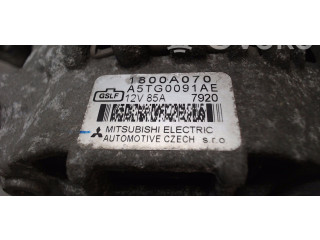 1800A070
GSLF
A5TG0091AE
12V 85A 7920
MITSUBISHI ELECTRIC
AUTOMOTIVE CZECH s.r.o